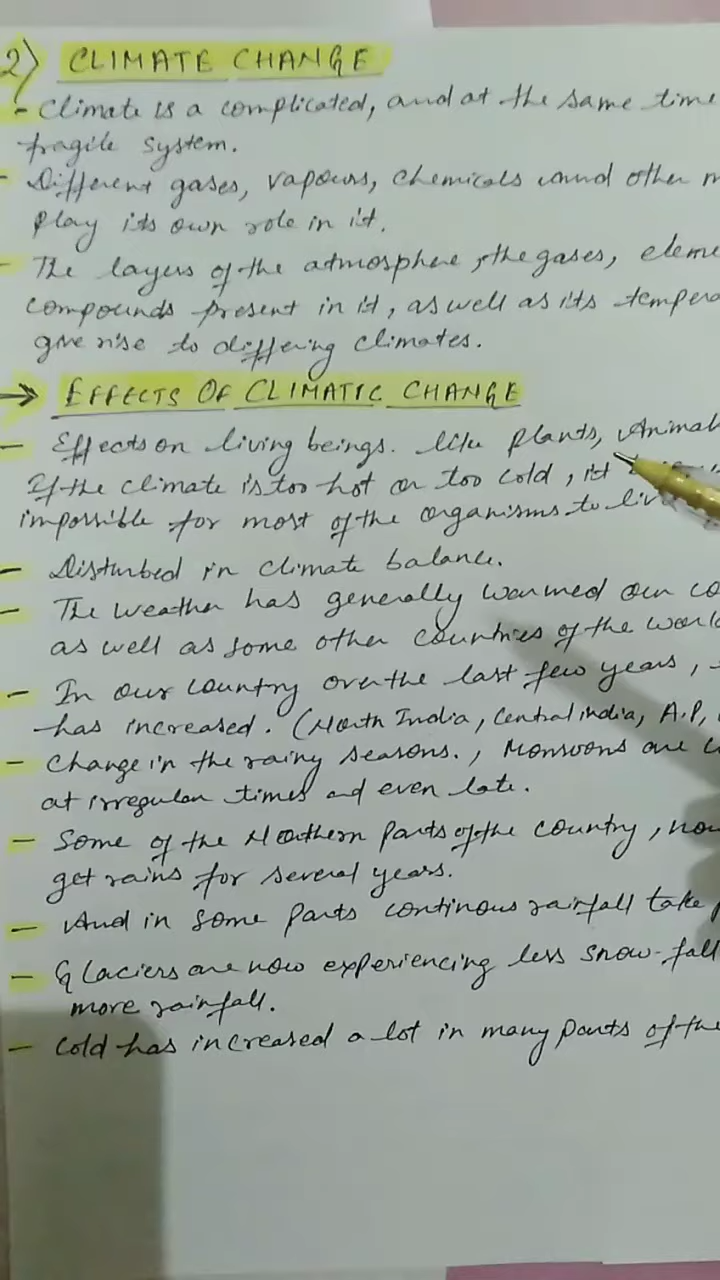 2) CLIMATE CHANGE
- Climate is a complicated, and at the same time
fragile system.
- Different gases, vapours, chemicals and other m
play its own role in it.
- The layers of the atmosphere, the gases, eleme
compounds present in it, as well as its tempera
give rise to differing climates.
→ EFFECTS OF CLIMATIC CHANGE
- Effects on living beings. like plants, Animal
If the climate is too hot or too cold, it
impossible for most of the organisms to liv
- Disturbed in climate balance.
- The weather has generally warmed our co
as well as some other countries of the world
- In our country over the last few years,
has increased. (North India, Central india, A.P,
- Change in the rainy seasons., Monsoons are
at irregular times and even late.
- Some of the Northern parts of the country, now
get rains for several years.
- And in some parts continous rainfall take p
- Glaciers are now experiencing less snow-fall
more rainfall.
- Cold has increased a lot in many parts of the